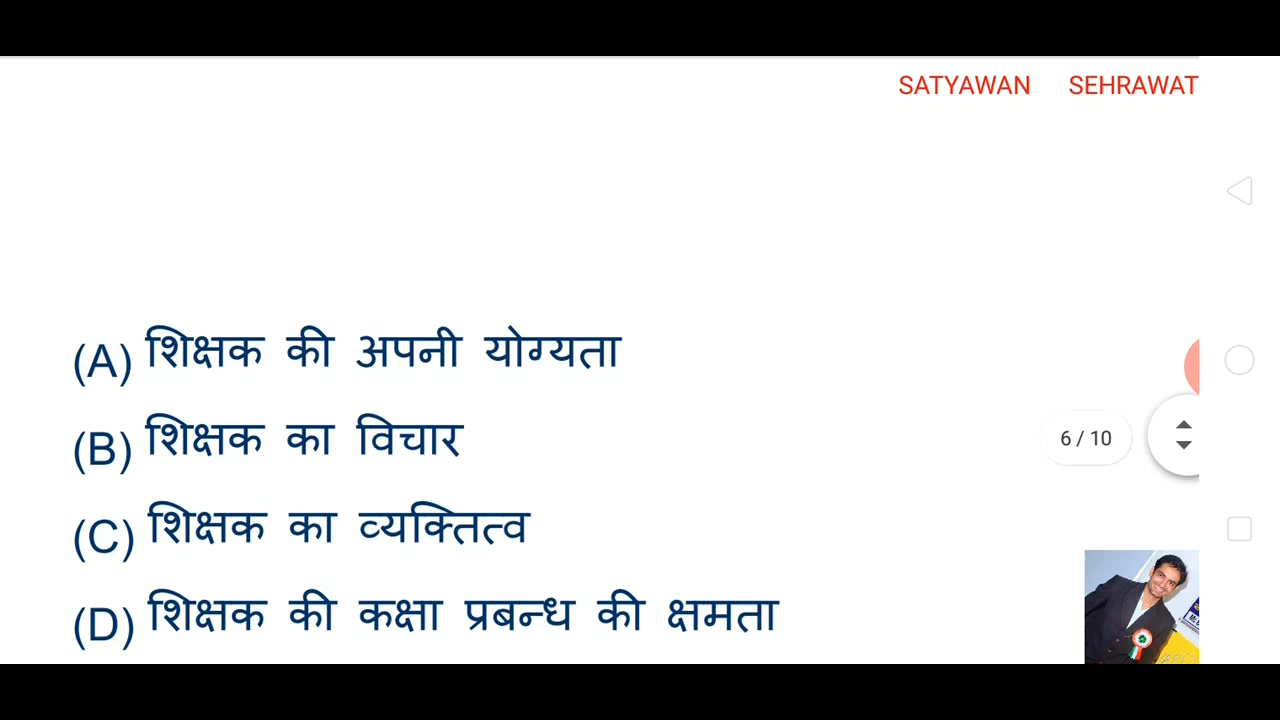 SATYAWAN SEHRAWAT
(A) शिक्षक की अपनी योग्यता
(B) शिक्षक का विचार
6 / 10
(C) शिक्षक का व्यक्तित्व
(D) शिक्षक की कक्षा प्रबन्ध की क्षमता